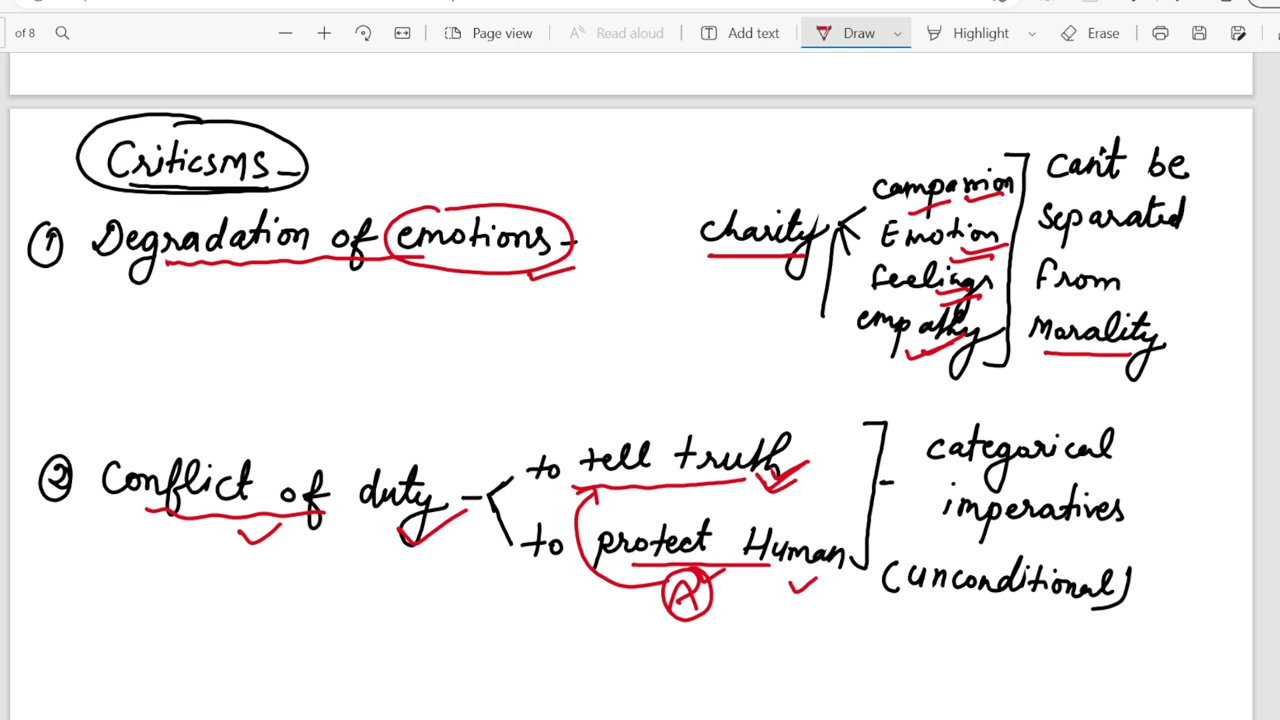 of 8
Page view
Read aloud
Add text
Draw
Highlight
Erase
Criticsms -
① Degradation of emotions -
charity
compassion
Emotion
feelings
empathy
can't be
separated
from
Morality
② Conflict of duty -
to tell truth
to protect Human
A
- categorical
imperatives
(unconditional)